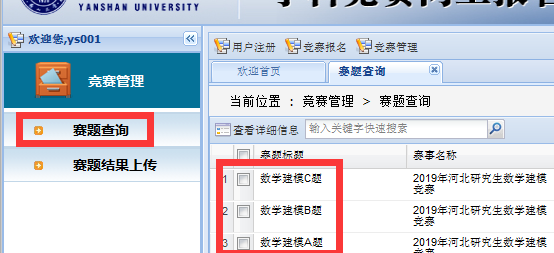 YANSHAN UNIVERSITY
欢迎您,ys001
竞赛管理
赛题查询
赛题结果上传
用户注册 竞赛报名 竞赛管理
欢迎首页 赛题查询
当前位置 : 竞赛管理 > 赛题查询
查看详细信息 输入关键字快速搜索
赛题标题 赛事名称
1 数学建模C题 2019年河北研究生数学建模
竞赛
2 数学建模B题 2019年河北研究生数学建模
竞赛
3 数学建模A题 2019年河北研究生数学建模
竞赛